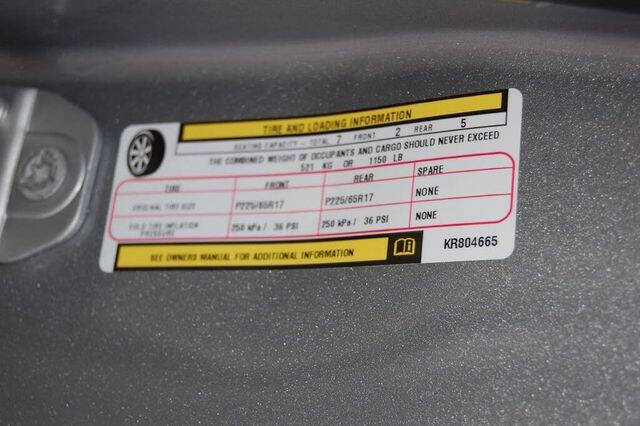 TIRE AND LOADING INFORMATION
SEATING CAPACITY - TOTAL 7 FRONT 2 REAR 5
THE COMBINED WEIGHT OF OCCUPANTS AND CARGO SHOULD NEVER EXCEED
521 KG OR 1150 LB
TIRE FRONT REAR SPARE
ORIGINAL TIRE SIZE P225/65R17 P225/65R17 NONE
COLD TIRE INFLATION PRESSURE 250 kPa / 36 PSI 250 kPa / 36 PSI NONE
SEE OWNERS MANUAL FOR ADDITIONAL INFORMATION
KR804665